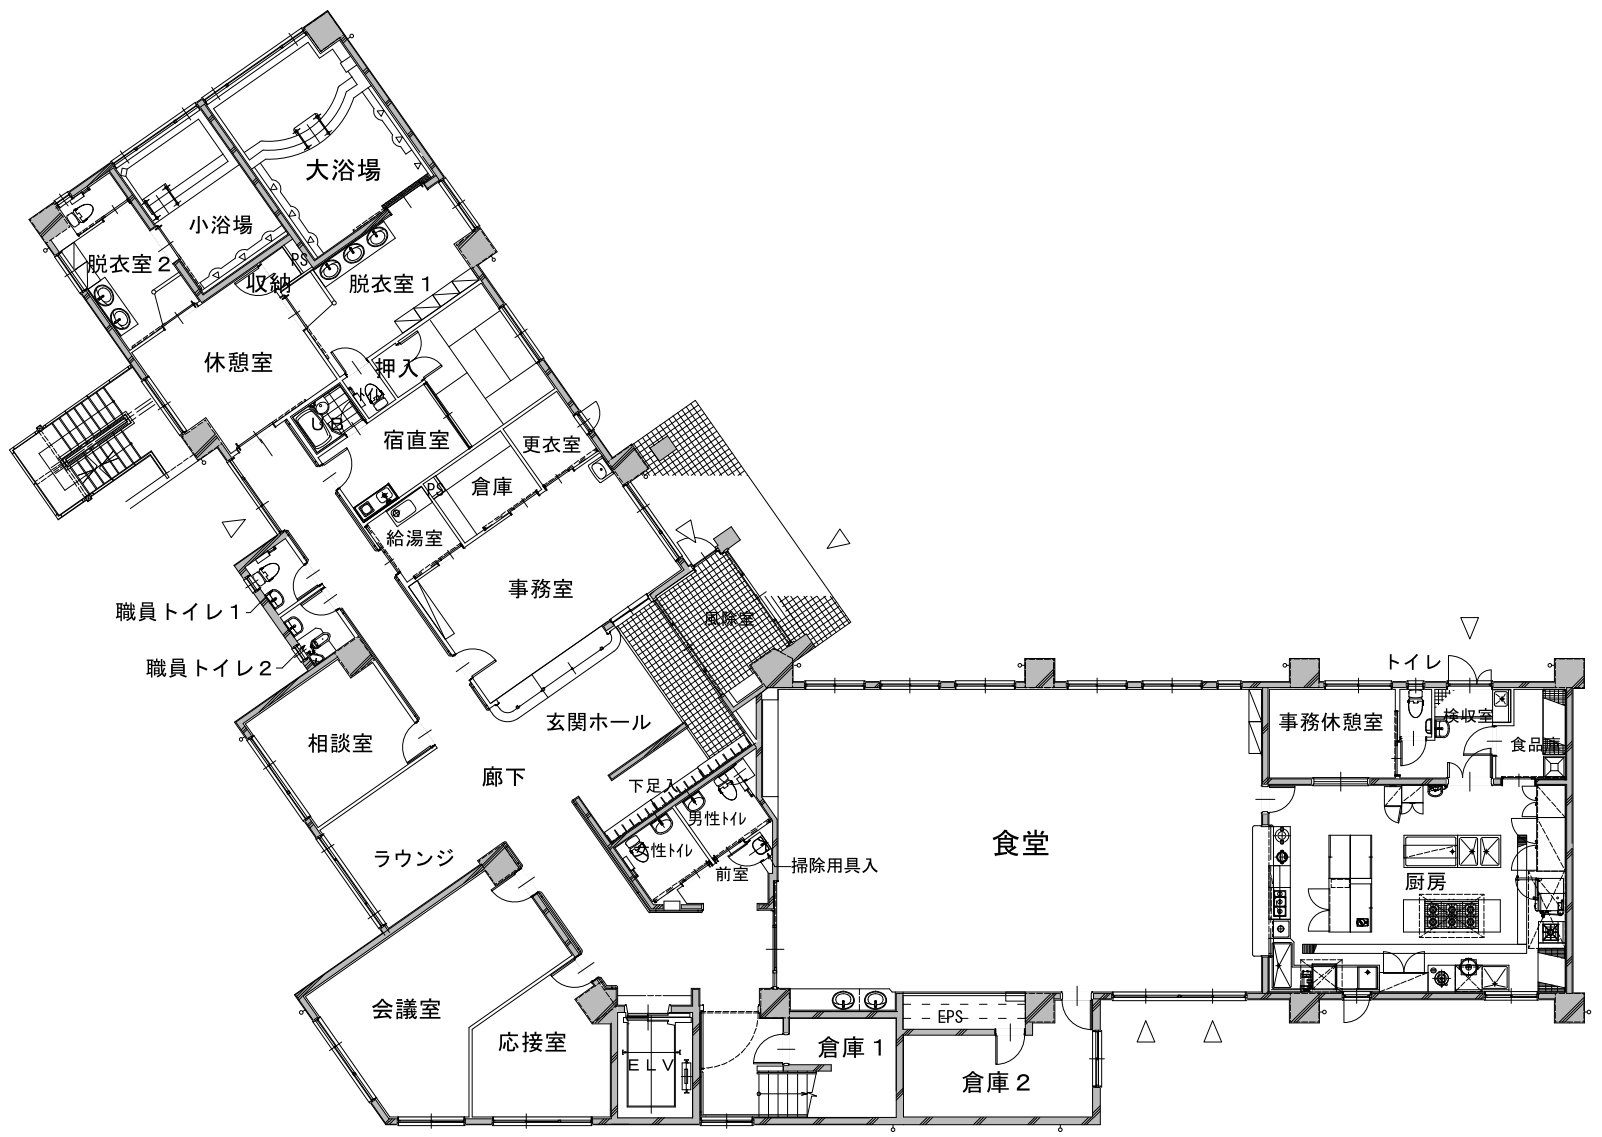 大浴場
小浴場
脱衣室２
PS
収納
脱衣室１
休憩室
押入
トイレ
ＵＢ
宿直室
更衣室
PS
倉庫
給湯室
事務室
職員トイレ１
風除室
職員トイレ２
トイレ
玄関ホール
事務休憩室
検収室
相談室
食品庫
廊下
下足入
男性トイレ
食堂
女性トイレ
ラウンジ
掃除用具入
前室
厨房
会議室
EPS
応接室
倉庫１
ＥＬＶ
倉庫２